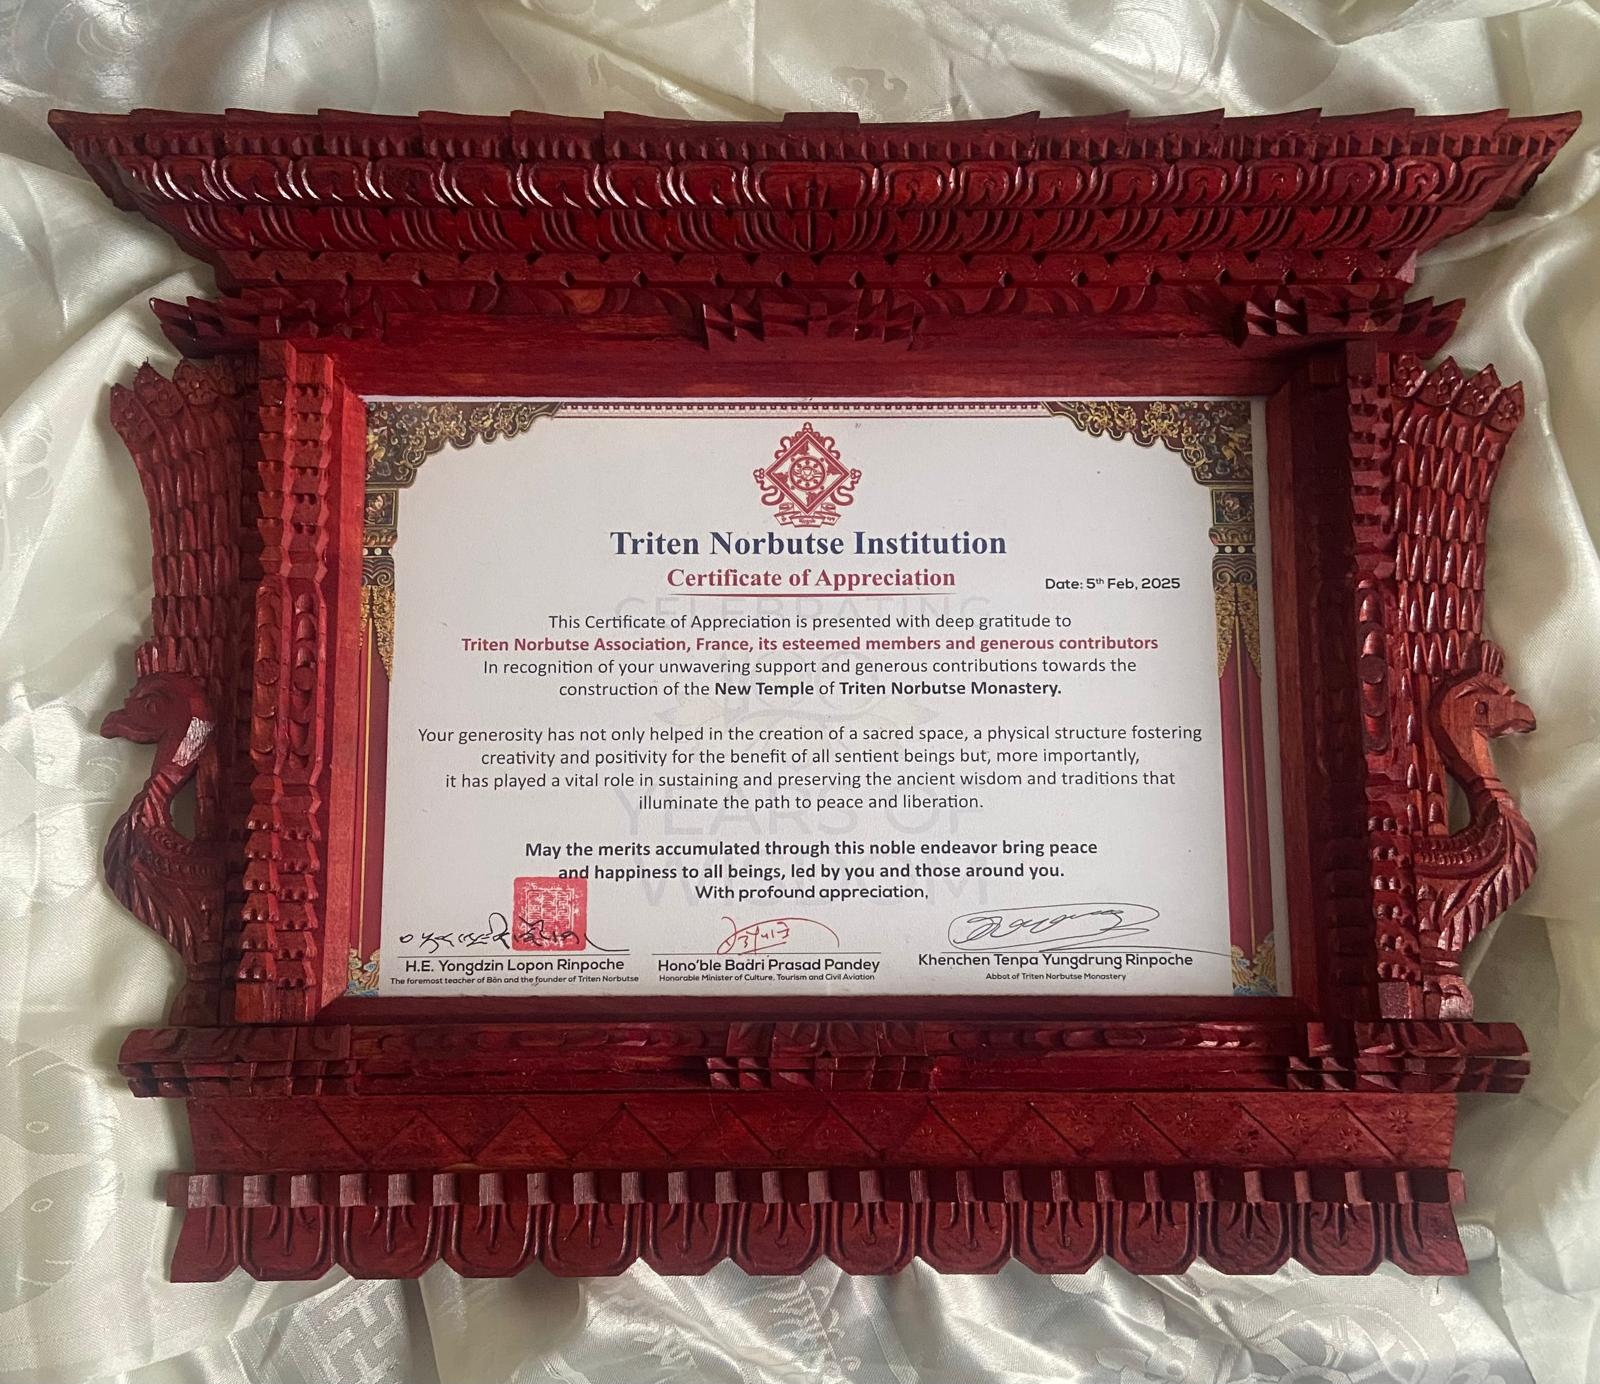 Triten Norbutse Institution
Certificate of Appreciation
Date: 5th Feb, 2025
CELEBRATING
100
YEARS OF
WISDOM
This Certificate of Appreciation is presented with deep gratitude to
Triten Norbutse Association, France, its esteemed members and generous contributors
In recognition of your unwavering support and generous contributions towards the
construction of the New Temple of Triten Norbutse Monastery.
Your generosity has not only helped in the creation of a sacred space, a physical structure fostering
creativity and positivity for the benefit of all sentient beings but, more importantly,
it has played a vital role in sustaining and preserving the ancient wisdom and traditions that
illuminate the path to peace and liberation.
May the merits accumulated through this noble endeavor bring peace
and happiness to all beings, led by you and those around you.
With profound appreciation,
H.E. Yongdzin Lopon Rinpoche
The foremost teacher of Bön and the founder of Triten Norbutse
Hono'ble Badri Prasad Pandey
Honorable Minister of Culture, Tourism and Civil Aviation
Khenchen Tenpa Yungdrung Rinpoche
Abbot of Triten Norbutse Monastery